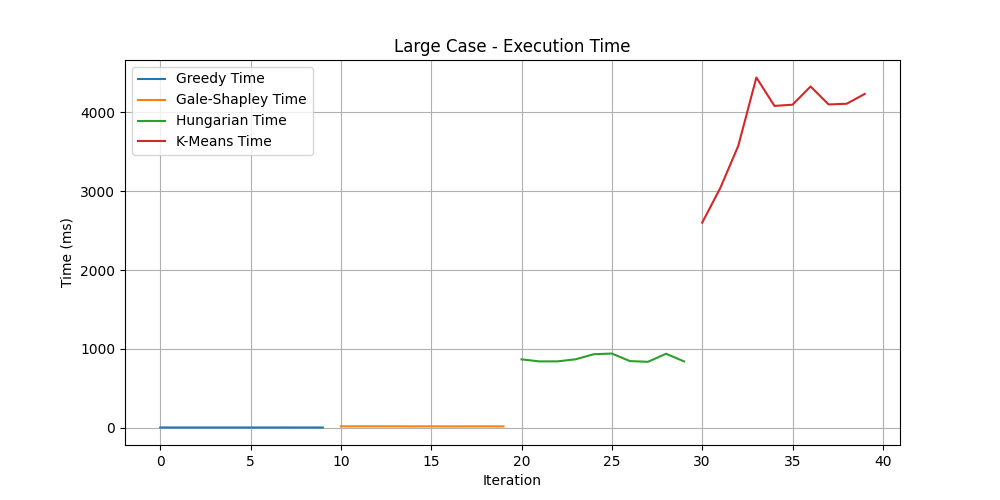 Large Case - Execution Time
Greedy Time
Gale-Shapley Time
Hungarian Time
K-Means Time
Time (ms)
4000
3000
2000
1000
0
0 5 10 15 20 25 30 35 40
Iteration